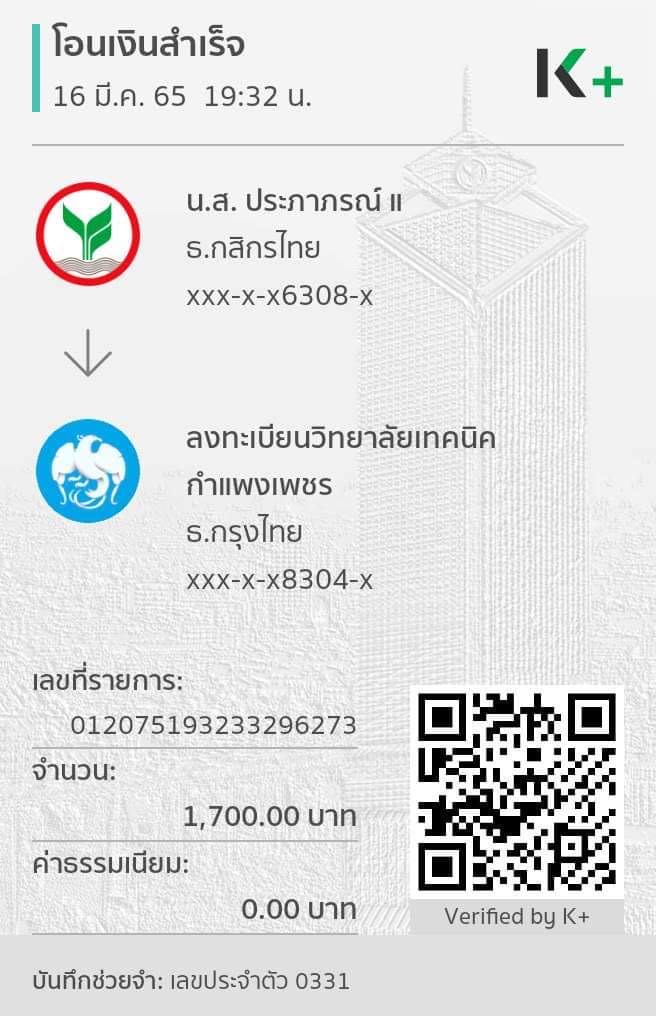 โอนเงินสำเร็จ
16 มี.ค. 65 19:32 น.
K+
น.ส. ประภาภรณ์ แ
ธ.กสิกรไทย
xxx-x-x6308-x
ลงทะเบียนวิทยาลัยเทคนิค
กำแพงเพชร
ธ.กรุงไทย
xxx-x-x8304-x
เลขที่รายการ:
012075193233296273
จำนวน:
1,700.00 บาท
ค่าธรรมเนียม:
0.00 บาท
Verified by K+
บันทึกช่วยจำ: เลขประจำตัว 0331